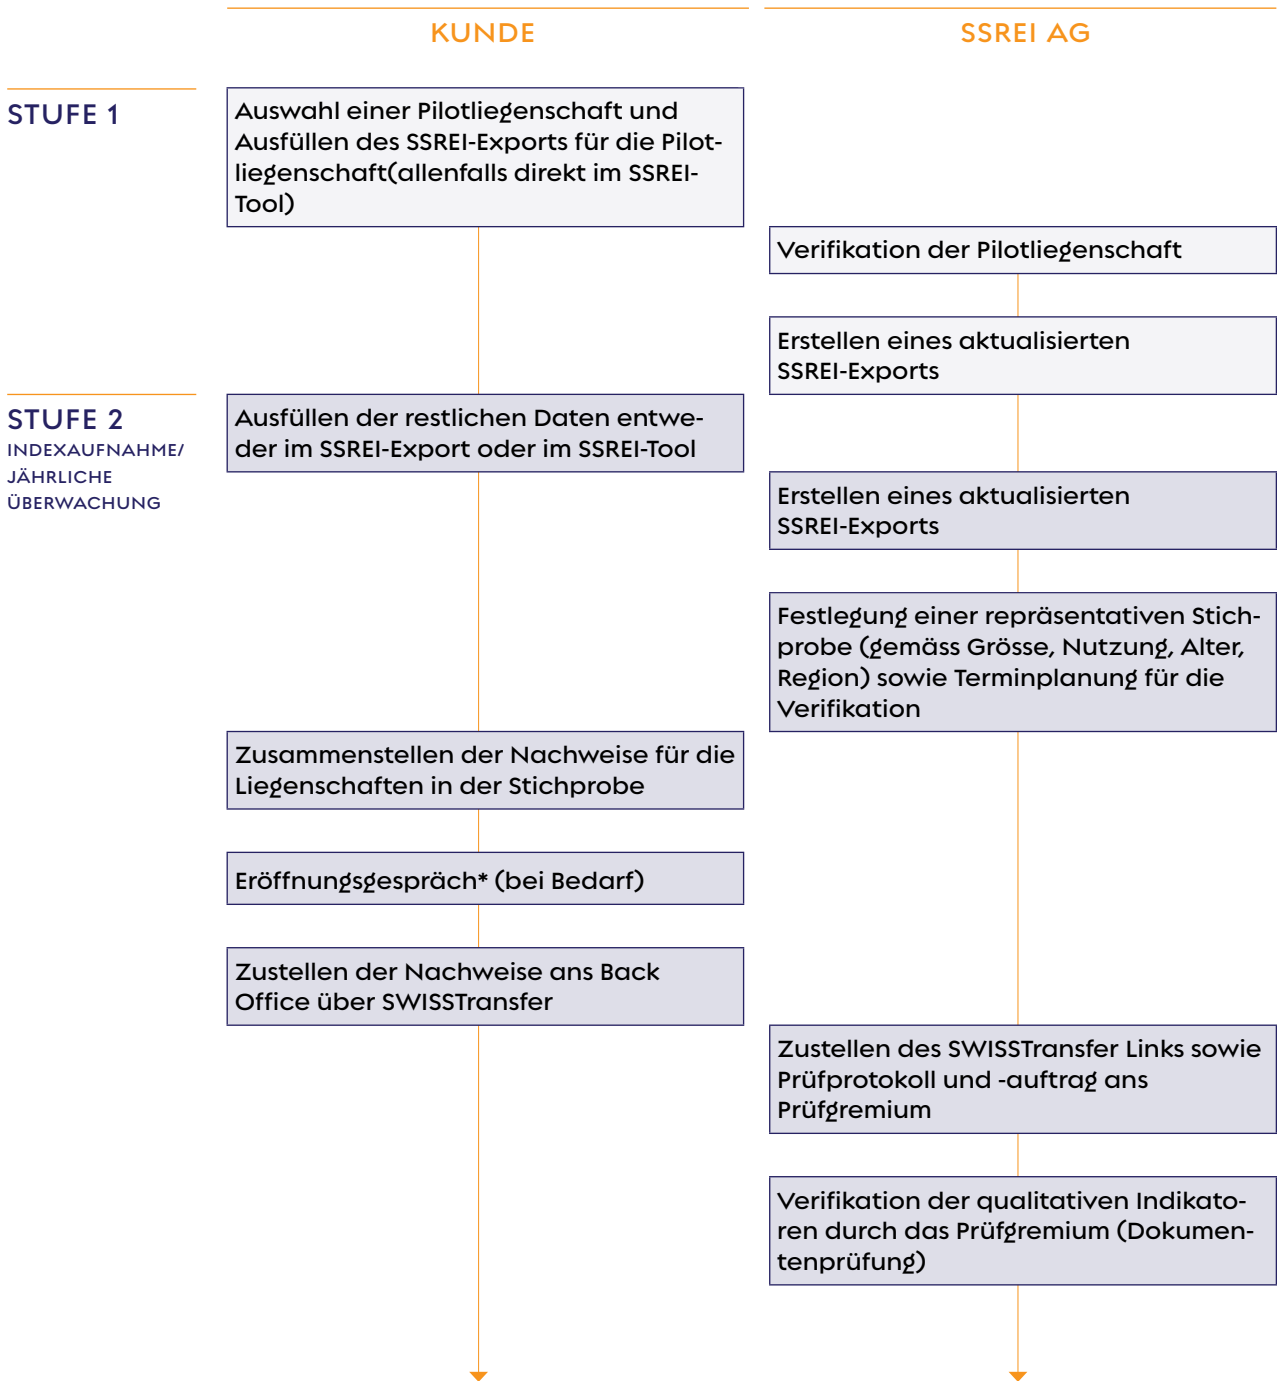 KUNDE
SSREI AG
STUFE 1
Auswahl einer Pilotliegenschaft und
Ausfüllen des SSREI-Exports für die Pilot-
liegenschaft(allenfalls direkt im SSREI-
Tool)
Verifikation der Pilotliegenschaft
Erstellen eines aktualisierten
SSREI-Exports
STUFE 2
INDEXAUFNAHME/
JÄHRLICHE
ÜBERWACHUNG
Ausfüllen der restlichen Daten entwe-
der im SSREI-Export oder im SSREI-Tool
Erstellen eines aktualisierten
SSREI-Exports
Festlegung einer repräsentativen Stich-
probe (gemäss Grösse, Nutzung, Alter,
Region) sowie Terminplanung für die
Verifikation
Zusammenstellen der Nachweise für die
Liegenschaften in der Stichprobe
Eröffnungsgespräch* (bei Bedarf)
Zustellen der Nachweise ans Back
Office über SWISSTransfer
Zustellen des SWISSTransfer Links sowie
Prüfprotokoll und -auftrag ans
Prüfgremium
Verifikation der qualitativen Indikato-
ren durch das Prüfgremium (Dokumen-
tenprüfung)